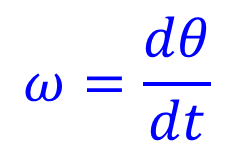 ω = dθ/dt